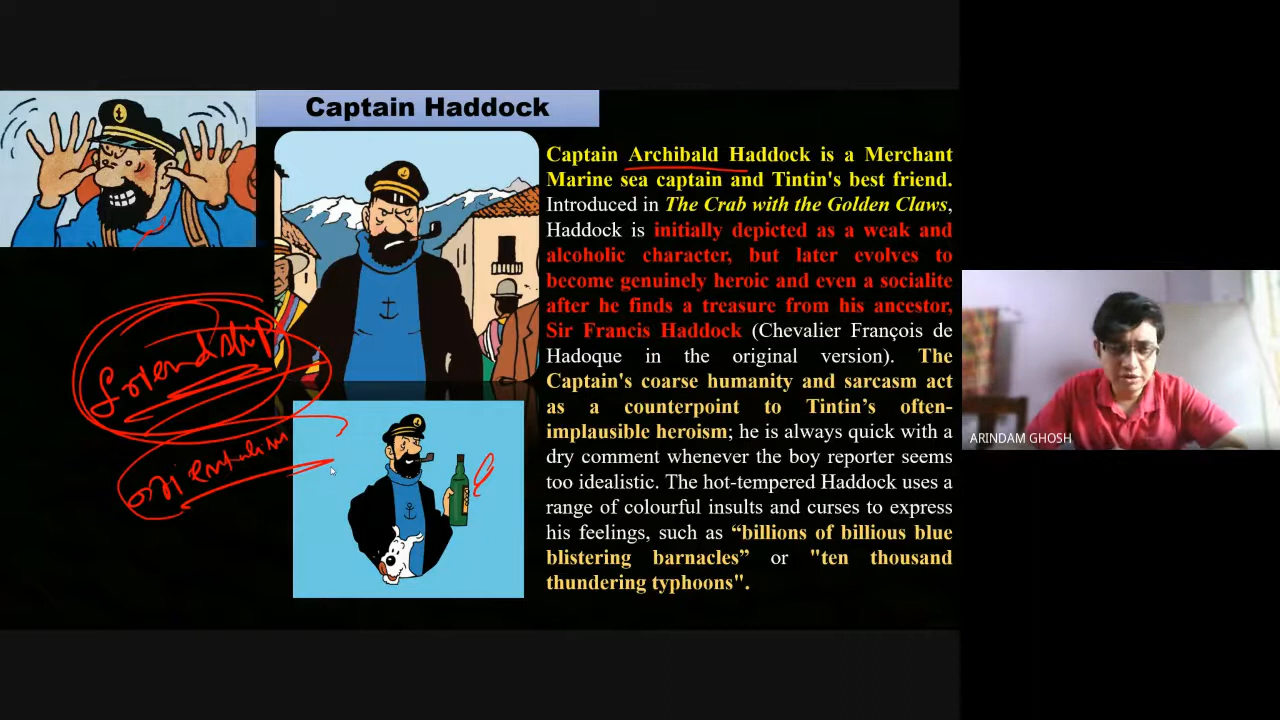 Captain Haddock
Captain Archibald Haddock is a Merchant
Marine sea captain and Tintin's best friend.
Introduced in The Crab with the Golden Claws,
Haddock is initially depicted as a weak and
alcoholic character, but later evolves to
become genuinely heroic and even a socialite
after he finds a treasure from his ancestor,
Sir Francis Haddock (Chevalier François de
Hadoque in the original version). The
Captain's coarse humanity and sarcasm act
as a counterpoint to Tintin’s often-
implausible heroism; he is always quick with a
dry comment whenever the boy reporter seems
too idealistic. The hot-tempered Haddock uses a
range of colourful insults and curses to express
his feelings, such as “billions of billious blue
blistering barnacles” or "ten thousand
thundering typhoons".
friendship
orientalism
ARINDAM GHOSH